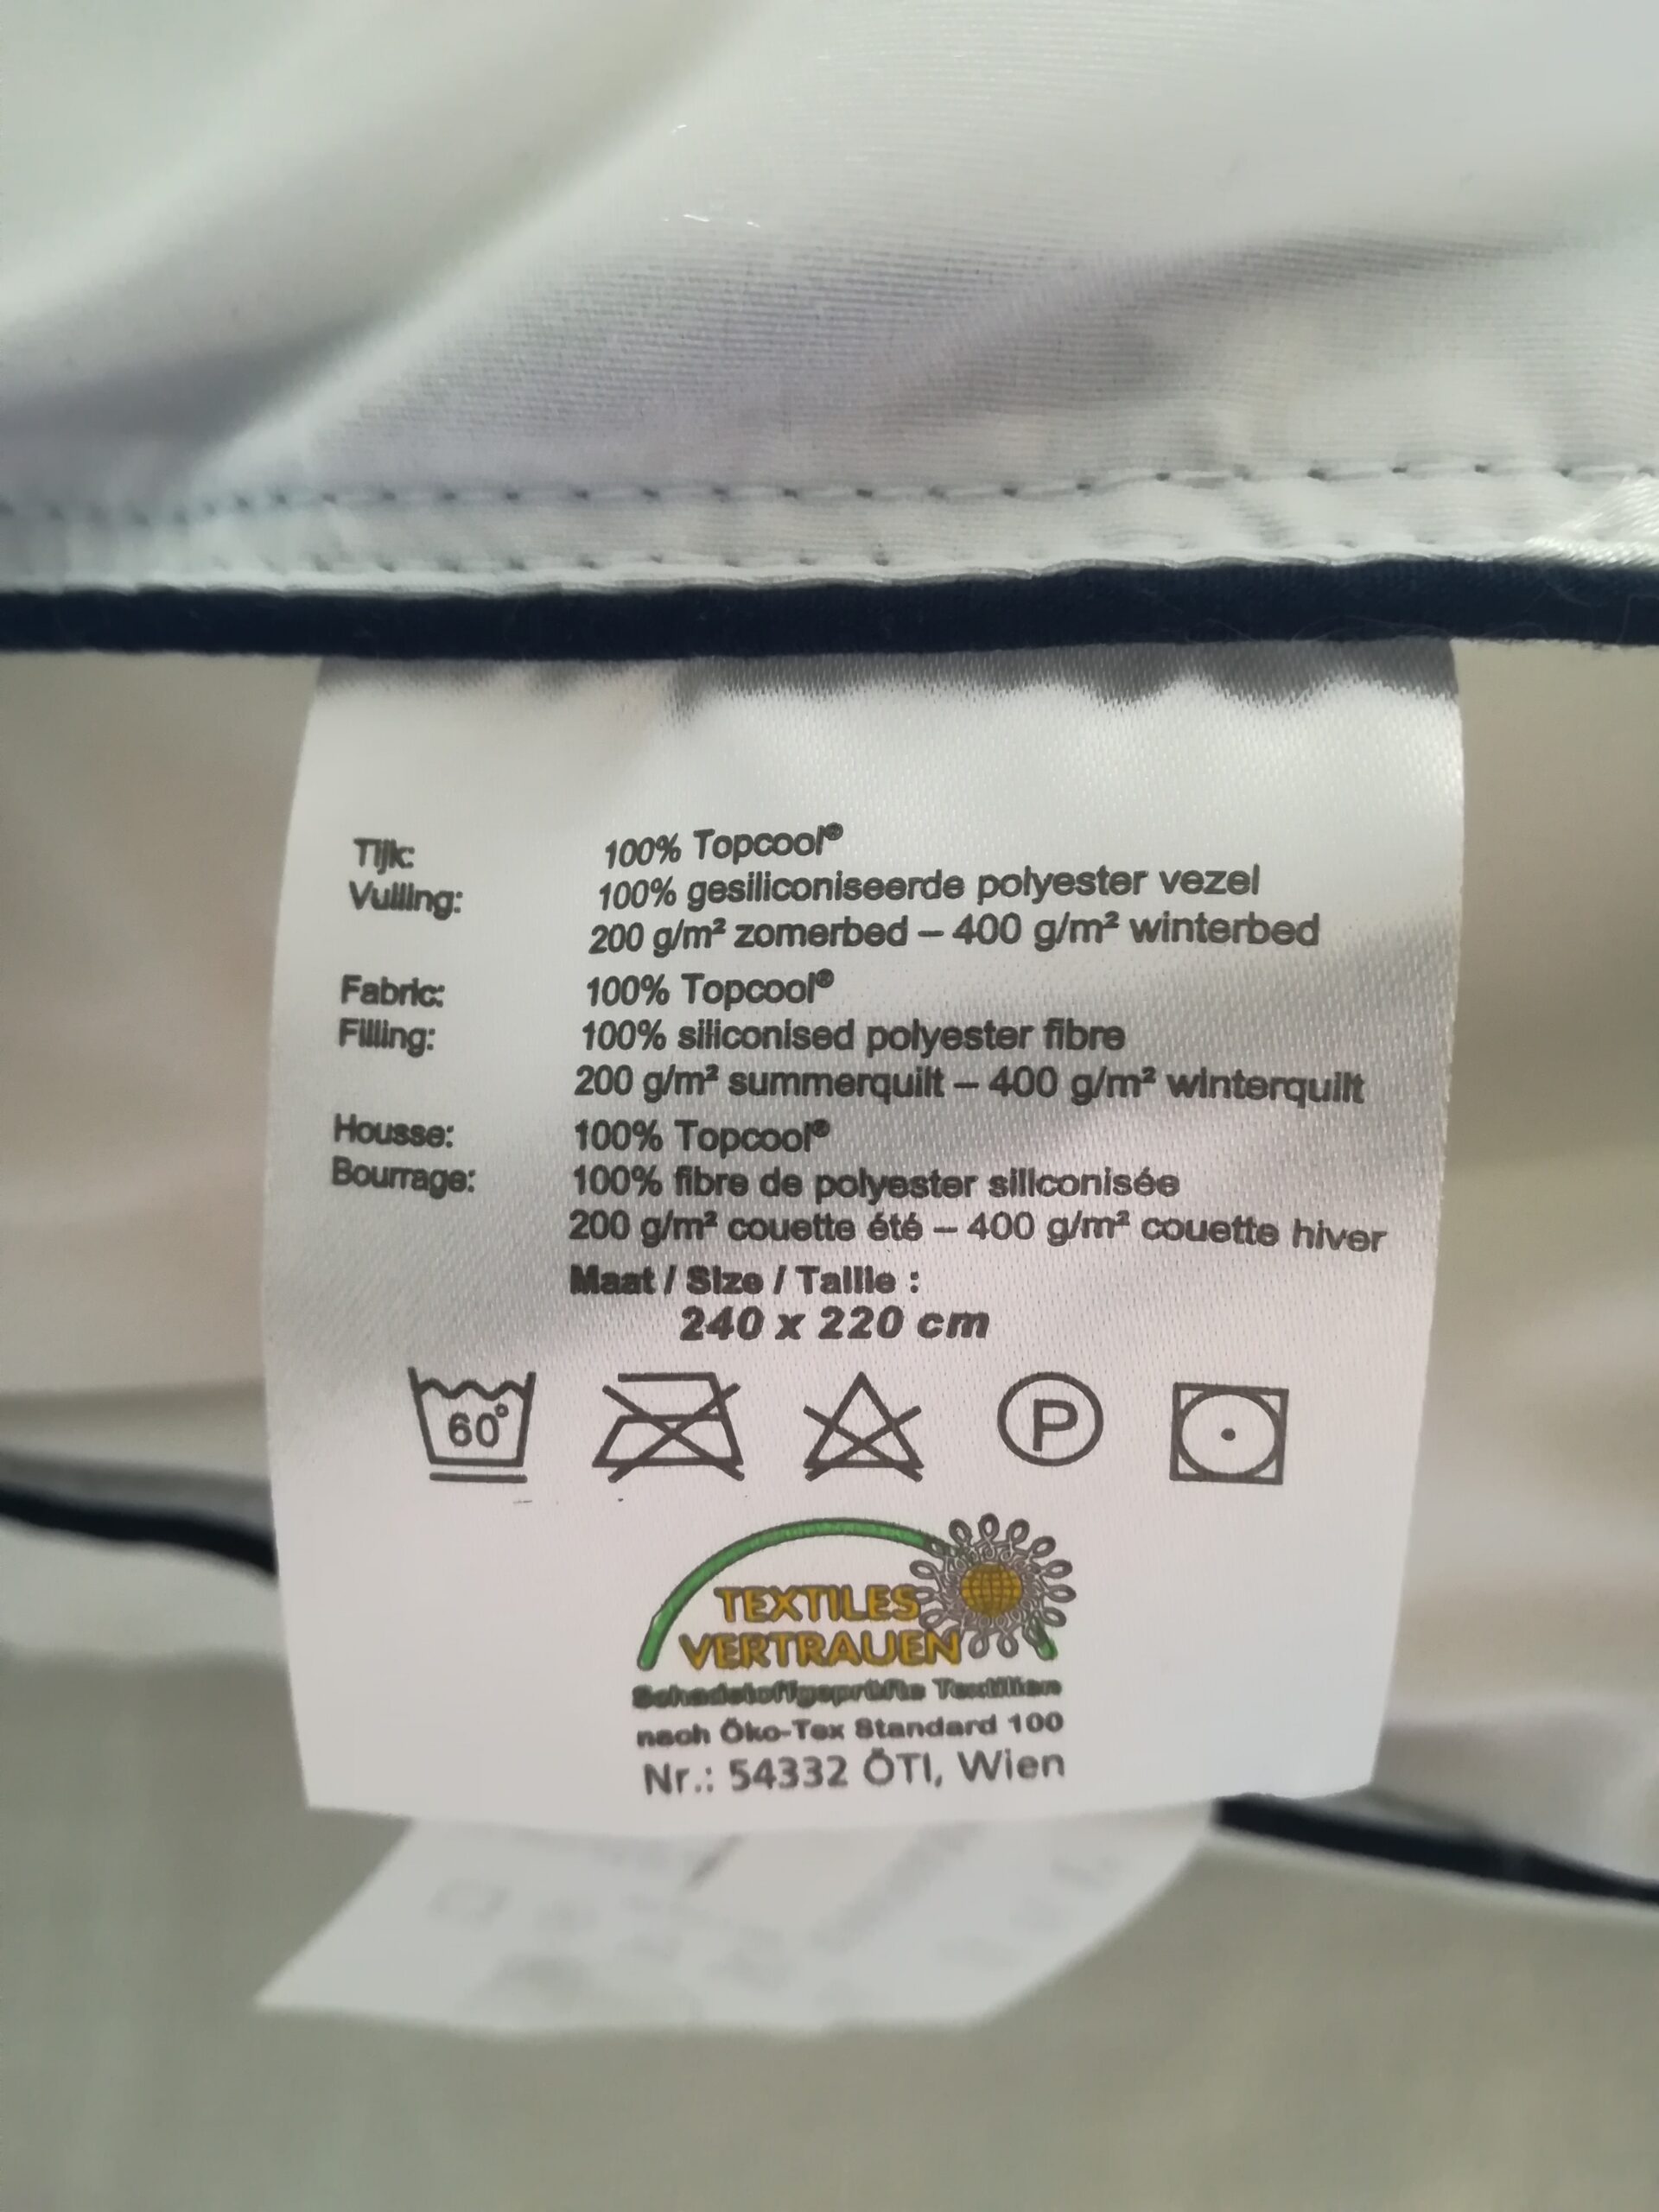 Tijk: 100% Topcool®
Vulling: 100% gesiliconiseerde polyester vezel
200 g/m² zomerbed – 400 g/m² winterbed
Fabric: 100% Topcool®
Filling: 100% siliconised polyester fibre
200 g/m² summerquilt – 400 g/m² winterquilt
Housse: 100% Topcool®
Bourrage: 100% fibre de polyester siliconisée
200 g/m² couette été – 400 g/m² couette hiver
Maat / Size / Taille :
240 x 220 cm
60°
P
TEXTILES
VERTRAUEN
Schadstoffgeprüfte Textilien
nach Öko-Tex Standard 100
Nr.: 54332 ÖTI, Wien